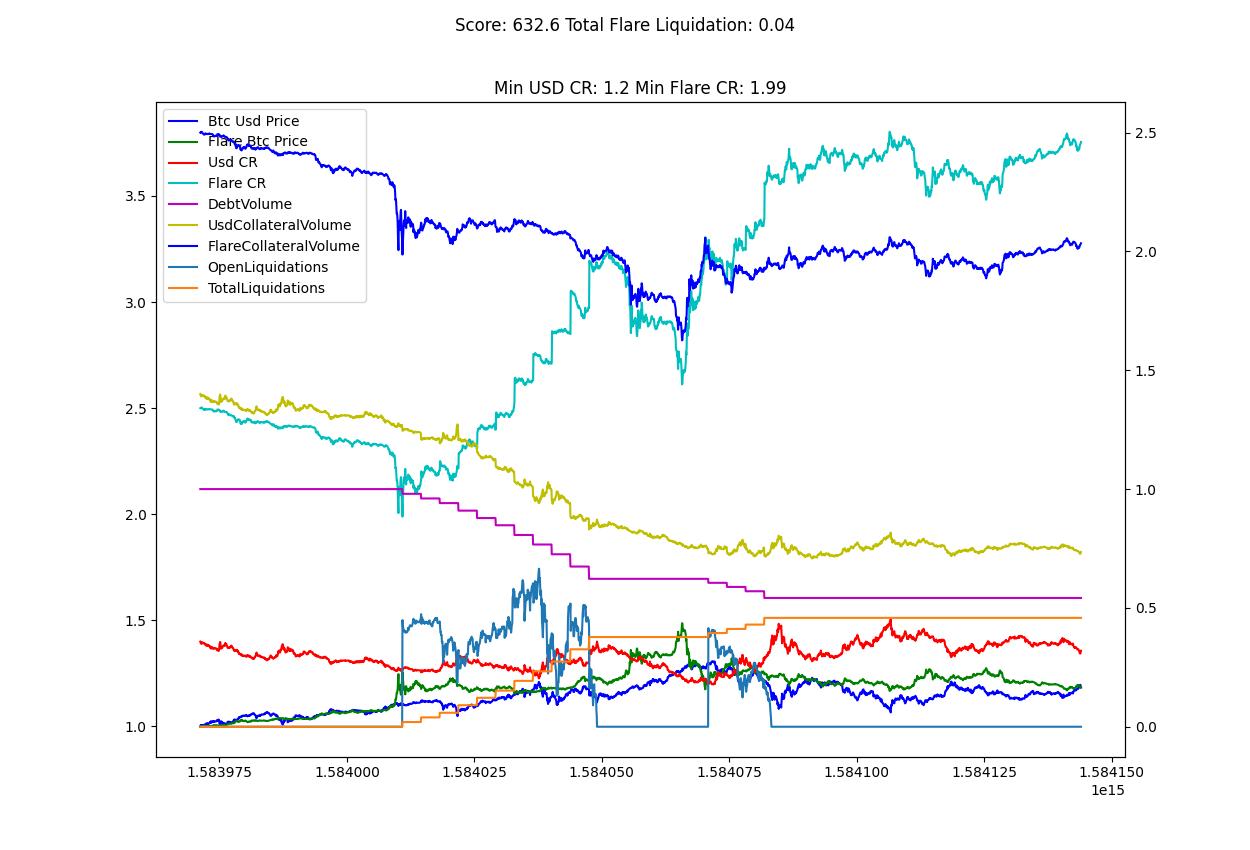 Score: 632.6 Total Flare Liquidation: 0.04
Min USD CR: 1.2 Min Flare CR: 1.99
Btc Usd Price
Flare Btc Price
Usd CR
Flare CR
DebtVolume
UsdCollateralVolume
FlareCollateralVolume
OpenLiquidations
TotalLiquidations
3.5
3.0
2.5
2.0
1.5
1.0
2.5
2.0
1.5
1.0
0.5
0.0
1.583975
1.584000
1.584025
1.584050
1.584075
1.584100
1.584125
1.584150
1e15